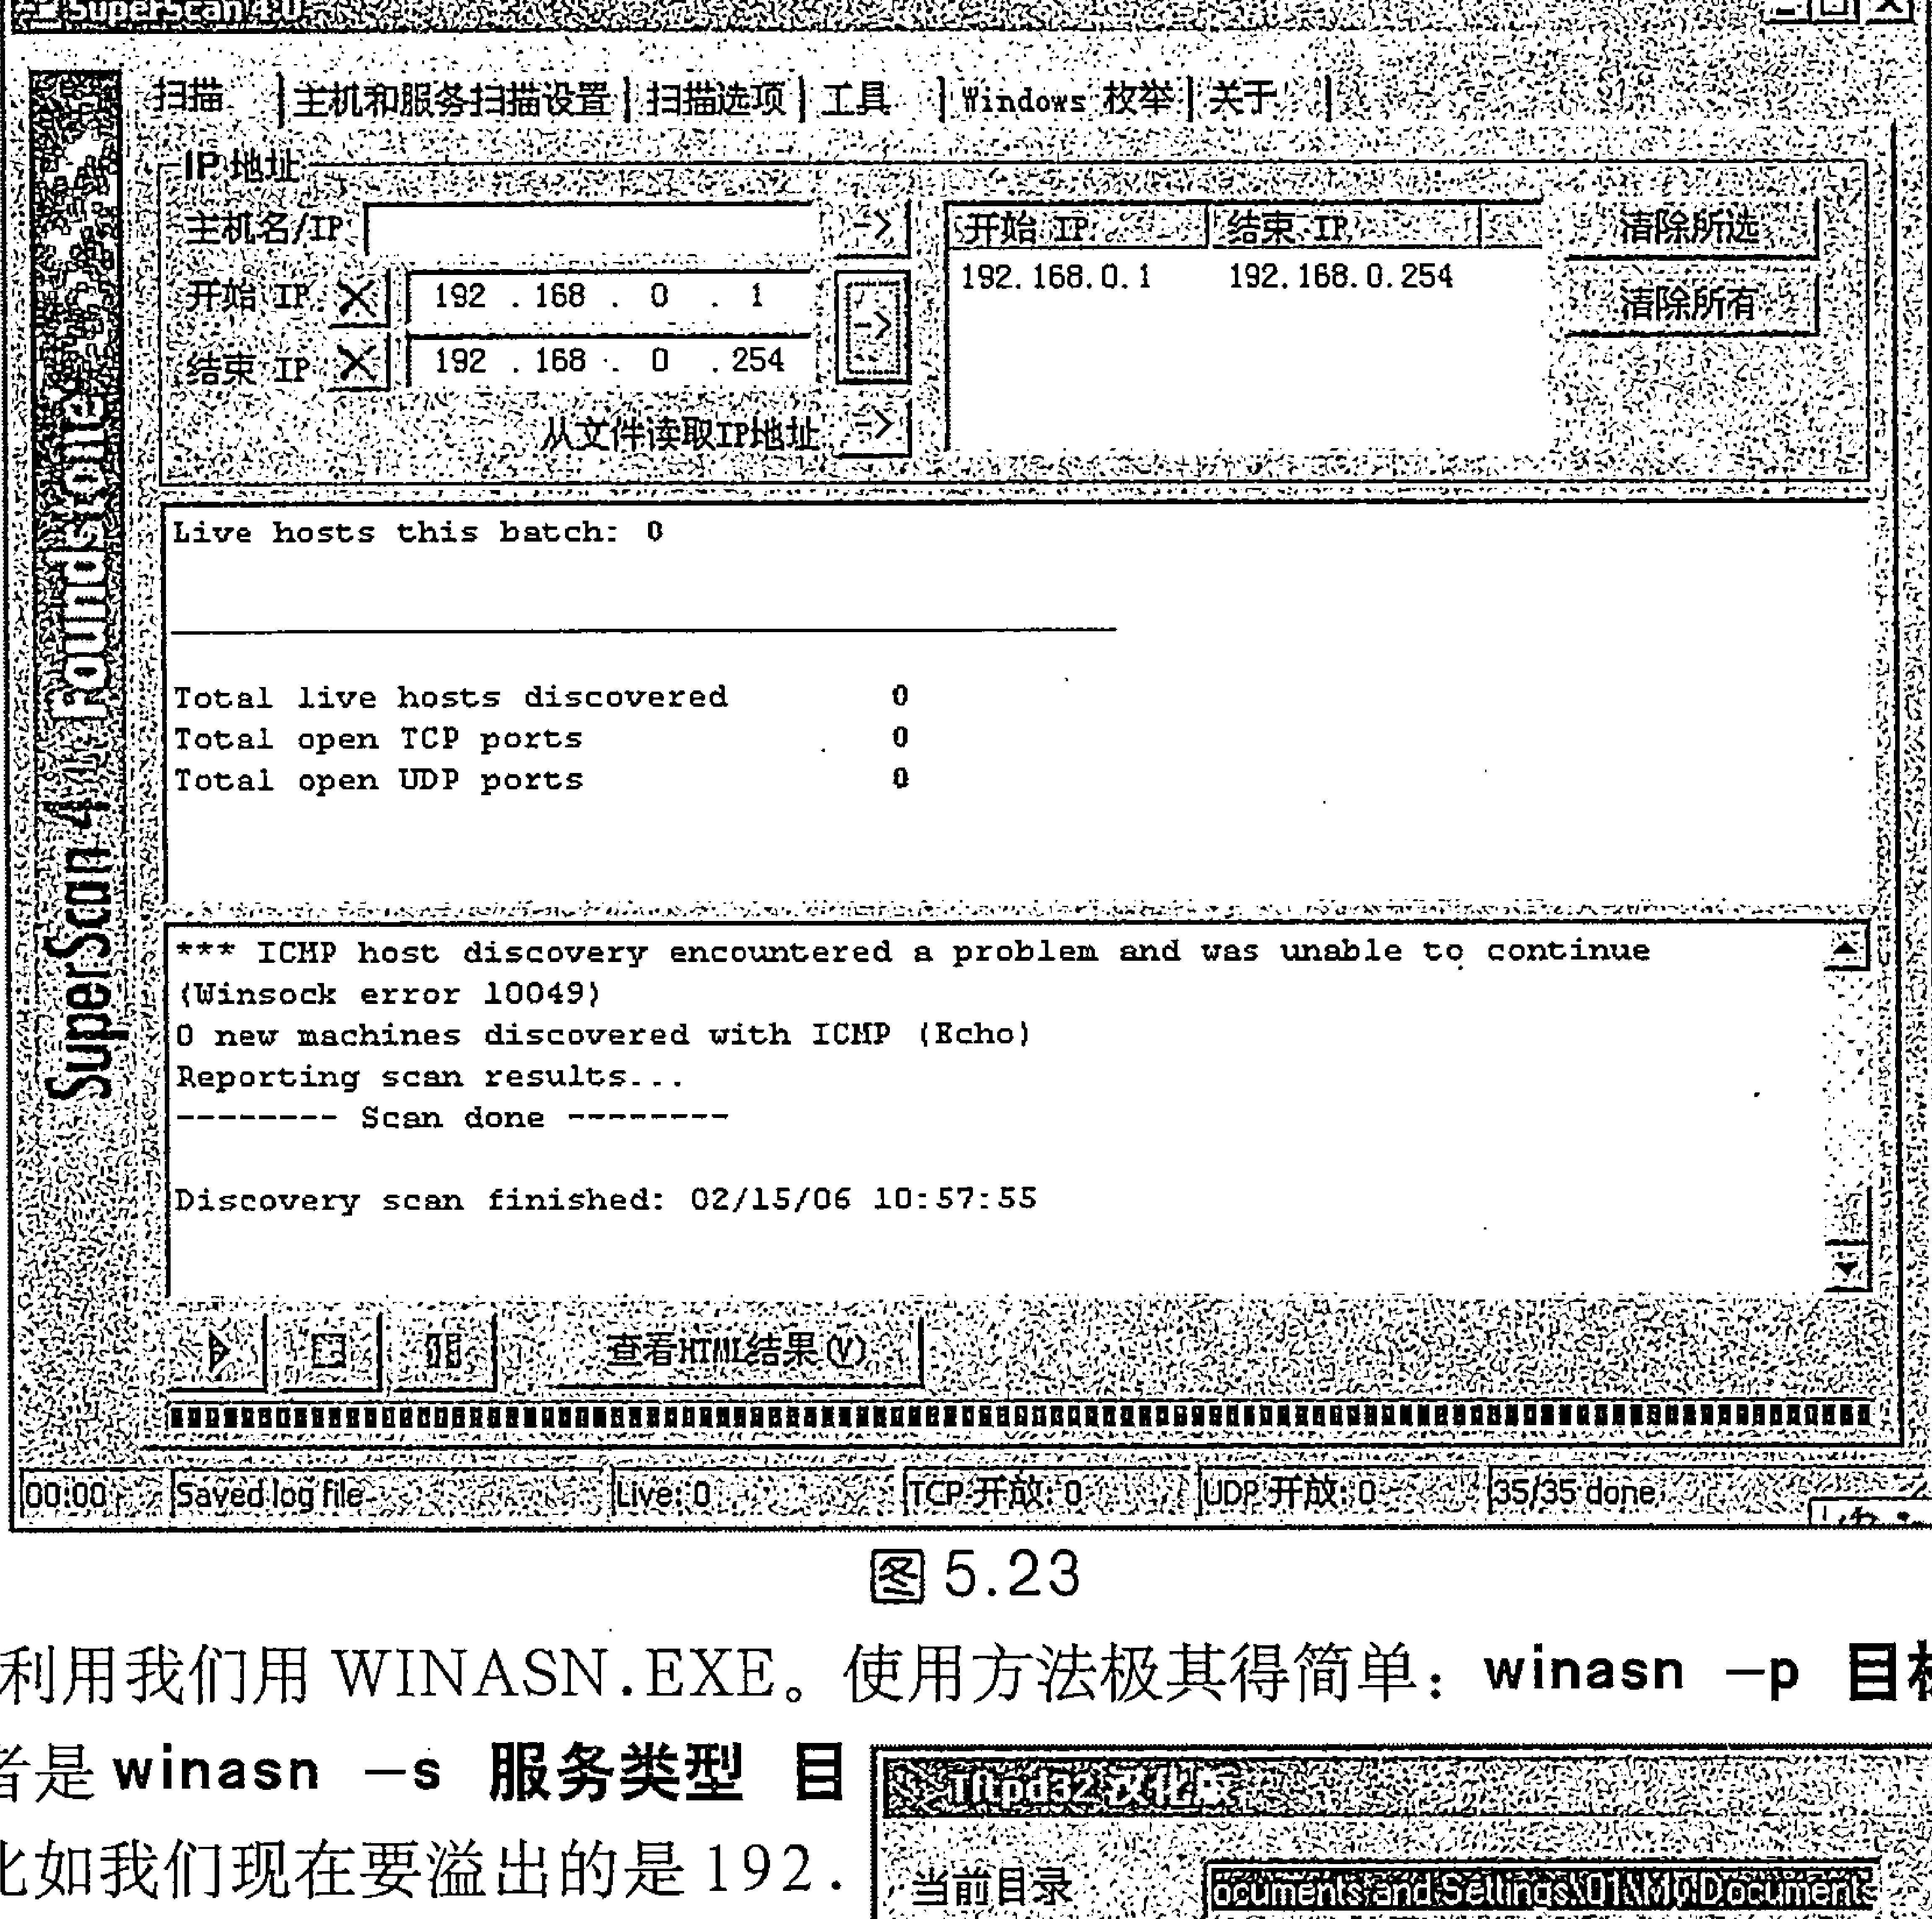 SuperScan 4.0
扫描 主机和服务扫描设置 扫描选项 工具 Windows 枚举 关于
IP 地址
主机名/IP ->
开始 IP X 192 . 168 . 0 . 1 ->
结束 IP X 192 . 168 . 0 . 254
从文件读取IP地址 ->
开始 IP 结束 IP
192.168.0.1 192.168.0.254
清除所选
清除所有
SuperScan 4 Foundstone
Live hosts this batch: 0
Total live hosts discovered 0
Total open TCP ports 0
Total open UDP ports 0
*** ICMP host discovery encountered a problem and was unable to continue
(Winsock error 10049)
0 new machines discovered with ICMP (Echo)
Reporting scan results...
-------- Scan done --------
Discovery scan finished: 02/15/06 10:57:55
查看HTML结果(V)
00:00 Saved log file Live: 0 TCP 开放: 0 UDP 开放: 0 35/35 done
图 5.23
利用我们用 WINASN.EXE。使用方法极其得简单：winasn －p 目标
者是 winasn －s 服务类型 目
比如我们现在要溢出的是 192.
Tftpd32
当前目录 ocuments and Settings\01\My Documents